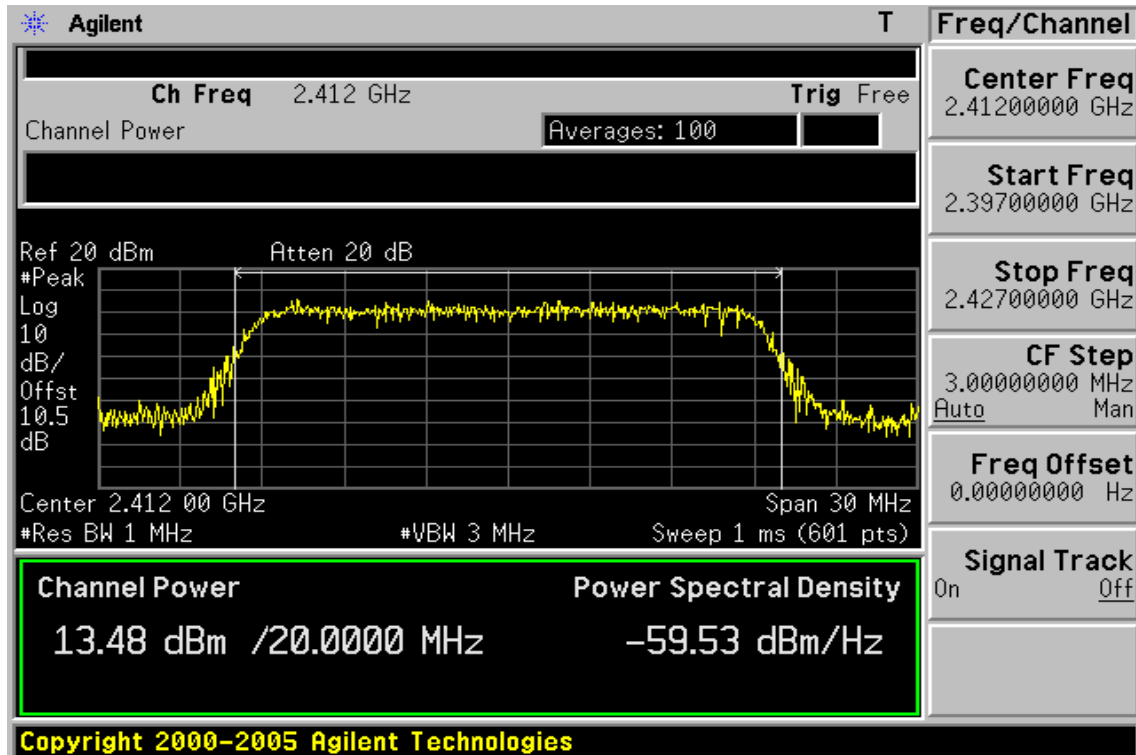 Agilent T Freq/Channel
Ch Freq 2.412 GHz Trig Free
Channel Power Averages: 100
Center Freq
2.41200000 GHz
Start Freq
2.39700000 GHz
Stop Freq
2.42700000 GHz
CF Step
3.00000000 MHz
Auto Man
Freq Offset
0.00000000 Hz
Signal Track
On Off
Ref 20 dBm Atten 20 dB
#Peak
Log
10
dB/
Offst
10.5
dB
Center 2.412 00 GHz Span 30 MHz
#Res BW 1 MHz #VBW 3 MHz Sweep 1 ms (601 pts)
Channel Power Power Spectral Density
13.48 dBm /20.0000 MHz -59.53 dBm/Hz
Copyright 2000-2005 Agilent Technologies